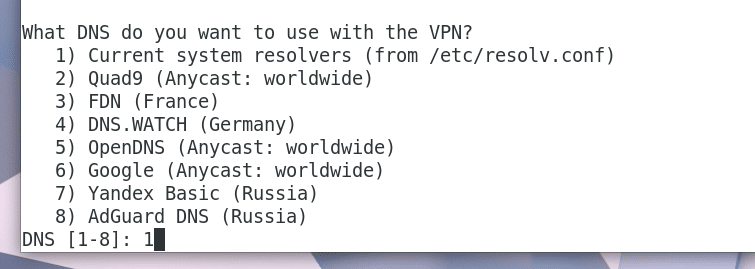 What DNS do you want to use with the VPN?
1) Current system resolvers (from /etc/resolv.conf)
2) Quad9 (Anycast: worldwide)
3) FDN (France)
4) DNS.WATCH (Germany)
5) OpenDNS (Anycast: worldwide)
6) Google (Anycast: worldwide)
7) Yandex Basic (Russia)
8) AdGuard DNS (Russia)
DNS [1-8]: 1